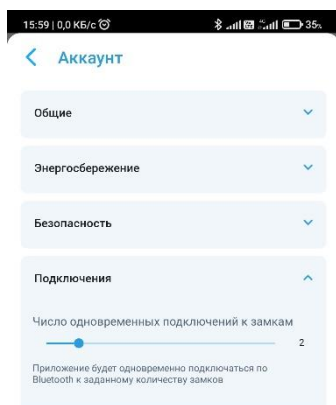 15:59 | 0,0 КБ/с 35%
Аккаунт
Общие
Энергосбережение
Безопасность
Подключения
Число одновременных подключений к замкам
2
Приложение будет одновременно подключаться по
Bluetooth к заданному количеству замков